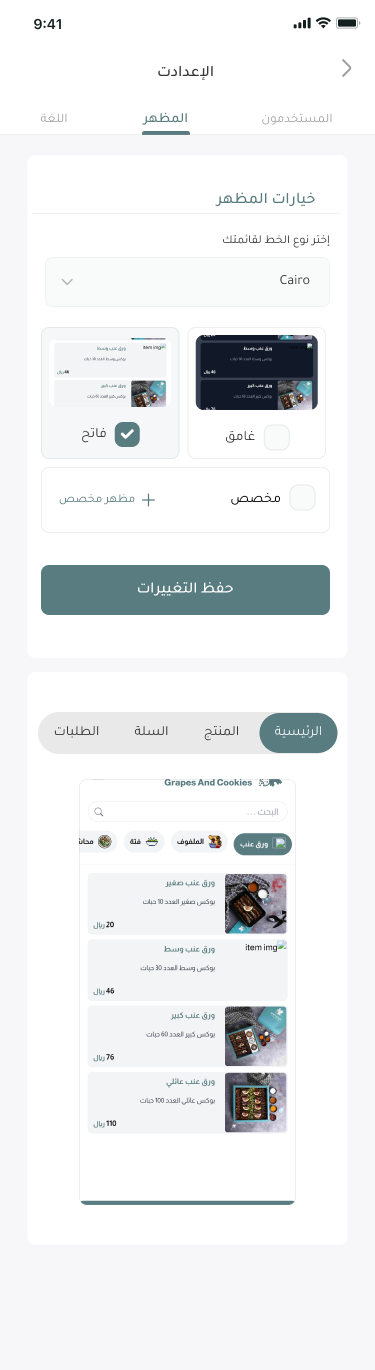 9:41
الإعدادت
المستخدمون
المظهر
اللغة
خيارات المظهر
إختر نوع الخط لقائمتك
Cairo
ورق عنب وسط
بوكس وسط العدد 30 حبات
46 ريال
ورق عنب كبير
بوكس كبير العدد 60 حبات
غامق
item img
ورق عنب وسط
بوكس وسط العدد 30 حبات
46 ريال
ورق عنب كبير
بوكس كبير العدد 60 حبات
فاتح
مخصص
+ مظهر مخصص
حفظ التغييرات
الرئيسية
المنتج
السلة
الطلبات
Grapes And Cookies
البحث ...
ورق عنب
الملفوف
فتة
محاش
ورق عنب صغير
بوكس صغير العدد 10 حبات
20 ريال
item img
ورق عنب وسط
بوكس وسط العدد 30 حبات
46 ريال
ورق عنب كبير
بوكس كبير العدد 60 حبات
76 ريال
ورق عنب عائلي
بوكس عائلي العدد 100 حبات
110 ريال